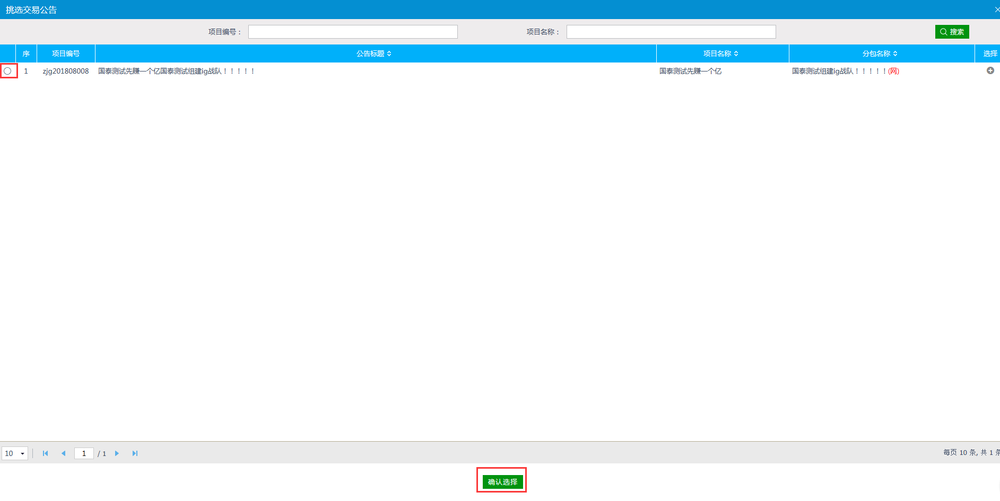 挑选交易公告
项目编号： 项目名称： 搜索
序 项目编号 公告标题 项目名称 分包名称 选择
1 zjg201808008 国泰测试先赚一个亿国泰测试组建ig战队！！！！！ 国泰测试先赚一个亿 国泰测试组建ig战队！！！！！(网)
10 1 / 1 每页 10 条, 共 1 条
确认选择